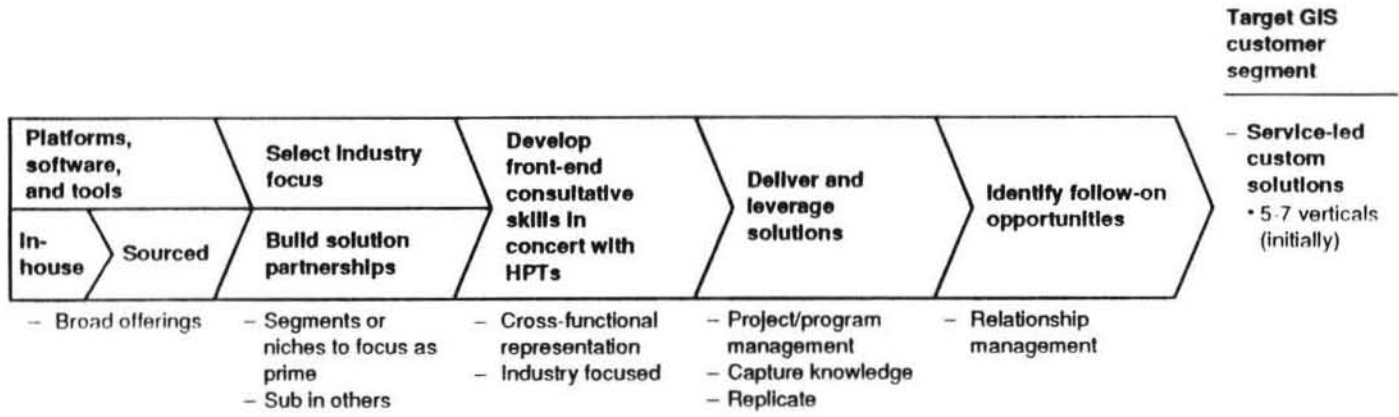 Target GIS
customer
segment
Platforms,
software,
and tools
In-
house
Sourced
Select Industry
focus
Build solution
partnerships
Develop
front-end
consultative
skills in
concert with
HPTs
Deliver and
leverage
solutions
Identify follow-on
opportunities
– Service-led
custom
solutions
• 5-7 verticals
(initially)
– Broad offerings
– Segments or
niches to focus as
prime
– Sub in others
– Cross-functional
representation
– Industry focused
– Project/program
management
– Capture knowledge
– Replicate
– Relationship
management